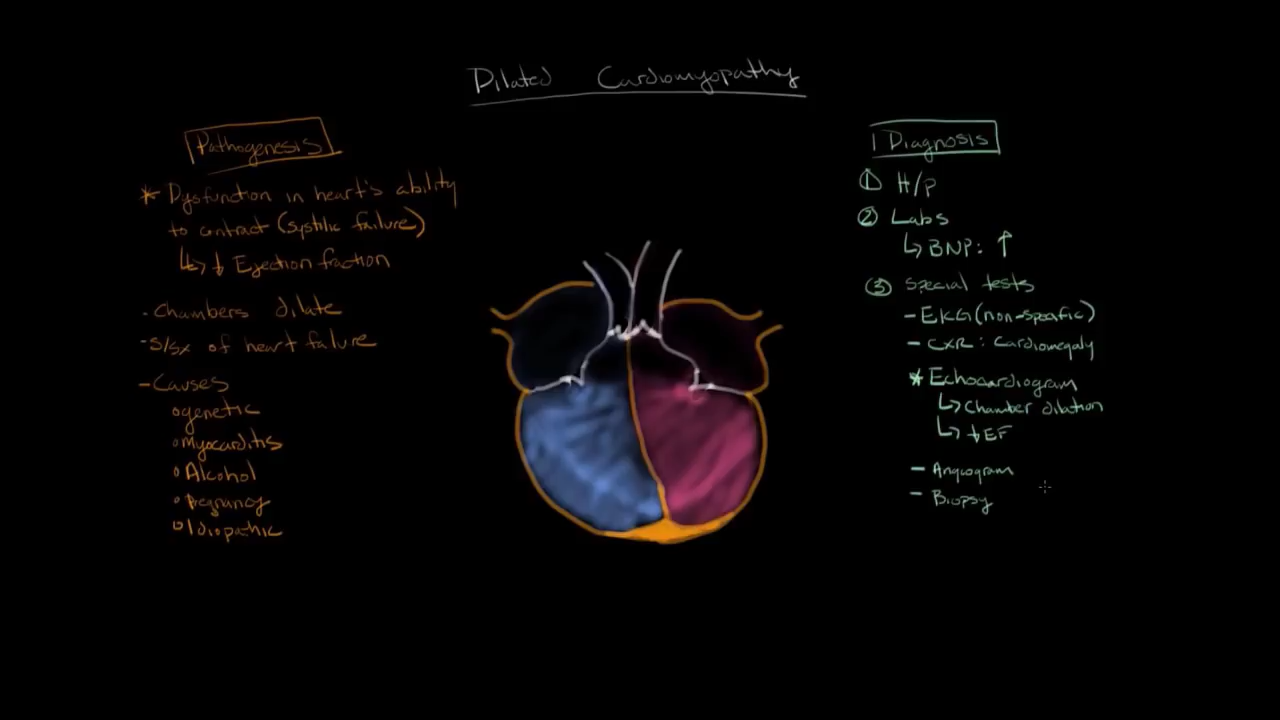 Dilated Cardiomyopathy
Pathogenesis
* Dysfunction in heart's ability
to contract (systilic failure)
↳ ↓ Ejection fraction
- Chambers dilate
- S/Sx of heart failure
- Causes
• genetic
• Myocarditis
• Alcohol
• Pregnancy
• Idiopathic
Diagnosis
① H/P
② Labs
↳ BNP: ↑
③ Special tests
- EKG (non-specific)
- CXR: Cardiomegaly
* Echocardiogram
↳ Chamber dilation
↳ ↓ EF
- Angiogram
- Biopsy